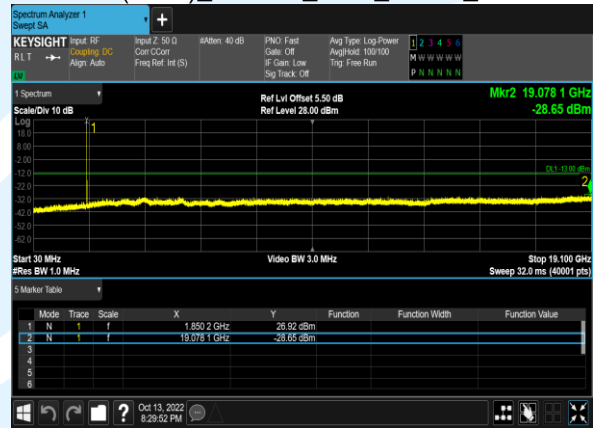 Spectrum Analyzer 1
Swept SA
+
KEYSIGHT
R L T
LU
Input: RF
Coupling: DC
Align: Auto
Input Z: 50 Ω
Corr CCorr
Freq Ref: Int (S)
#Atten: 40 dB
PNO: Fast
Gate: Off
IF Gain: Low
Sig Track: Off
Avg Type: Log-Power
Avg|Hold: 100/100
Trig: Free Run
1 2 3 4 5 6
M W W W W W
P N N N N N
1 Spectrum
Scale/Div 10 dB
Log
Ref Lvl Offset 5.50 dB
Ref Level 28.00 dBm
Mkr2 19.078 1 GHz
-28.65 dBm
18.0
8.00
-2.00
-12.0
-22.0
-32.0
-42.0
-52.0
-62.0
1
DL1 -13.00 dBm
2
Start 30 MHz
#Res BW 1.0 MHz
Video BW 3.0 MHz
Stop 19.100 GHz
Sweep 32.0 ms (40001 pts)
5 Marker Table
Mode Trace Scale X Y Function Function Width Function Value
1 N 1 f 1.850 2 GHz 26.92 dBm
2 N 1 f 19.078 1 GHz -28.65 dBm
3
4
5
6
?
Oct 13, 2022
8:29:52 PM